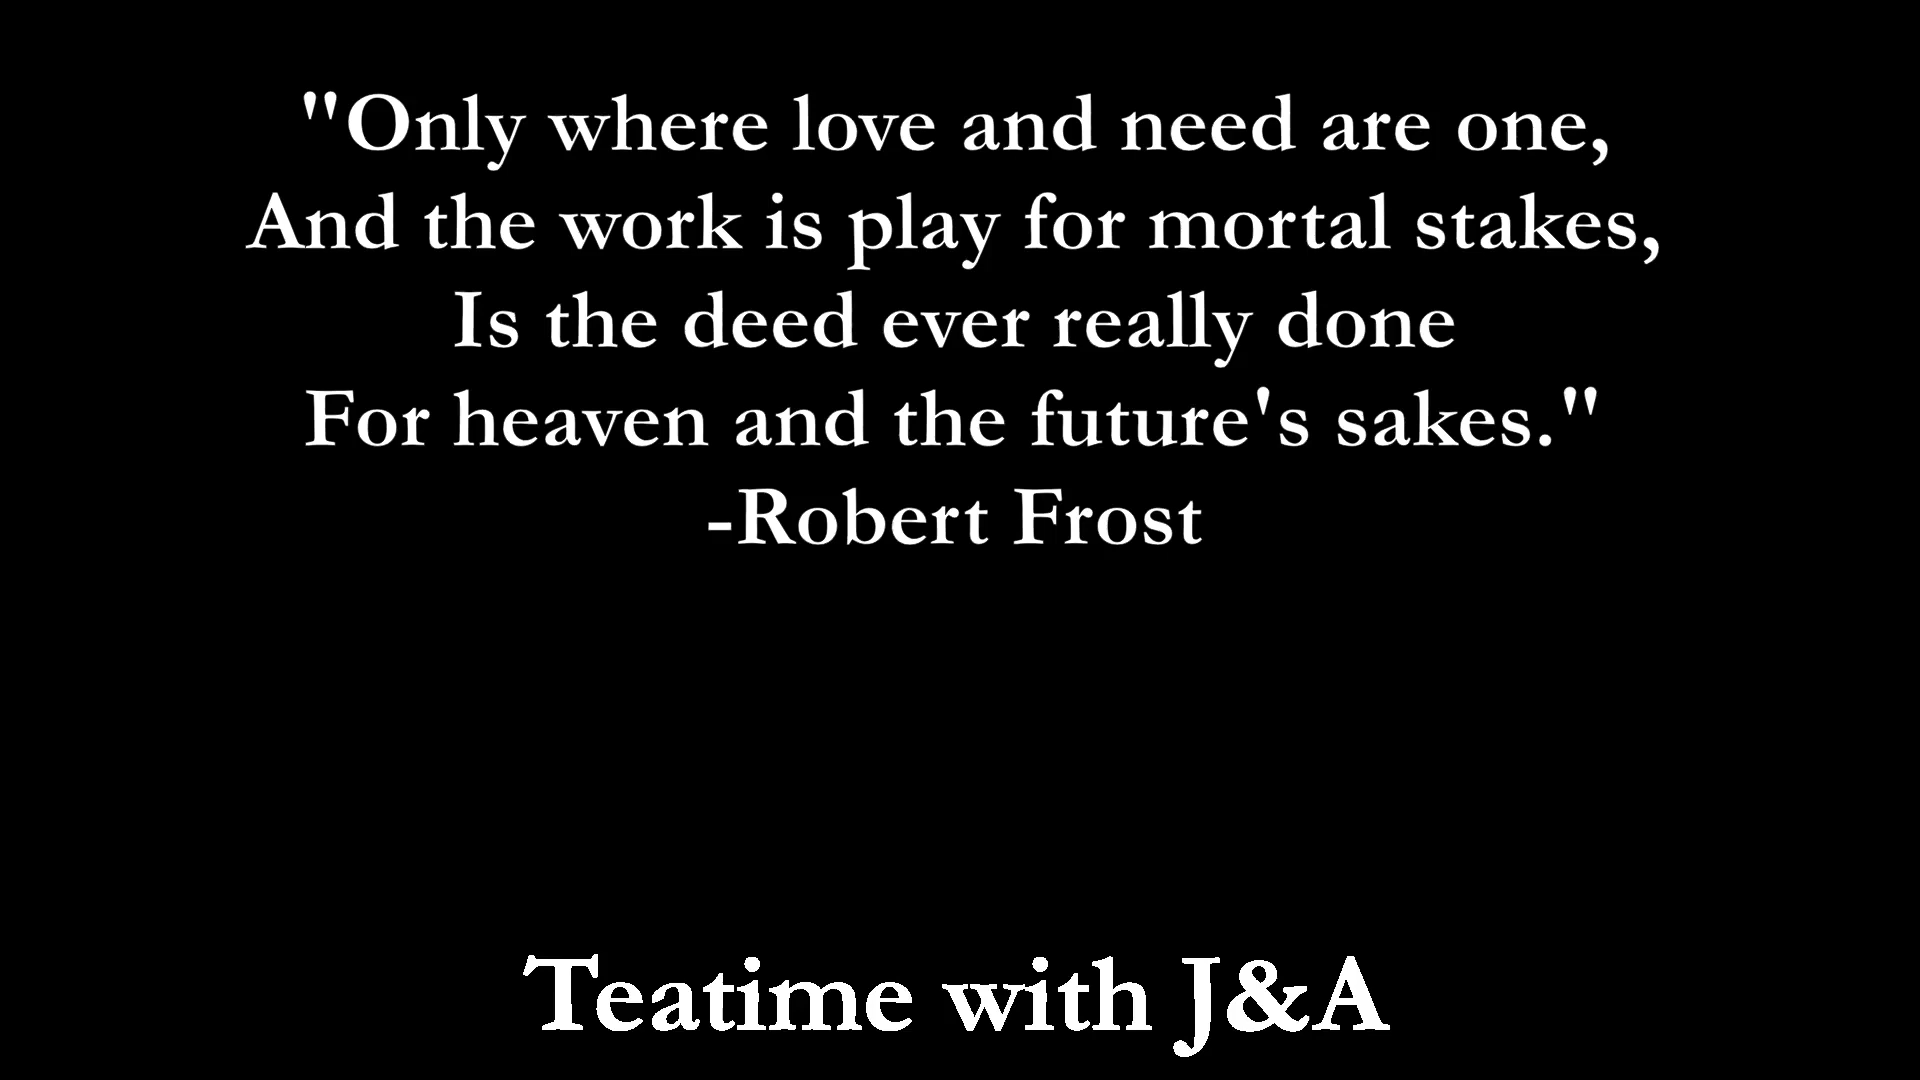 "Only where love and need are one,
And the work is play for mortal stakes,
Is the deed ever really done
For heaven and the future's sakes."
-Robert Frost
Teatime with J&A